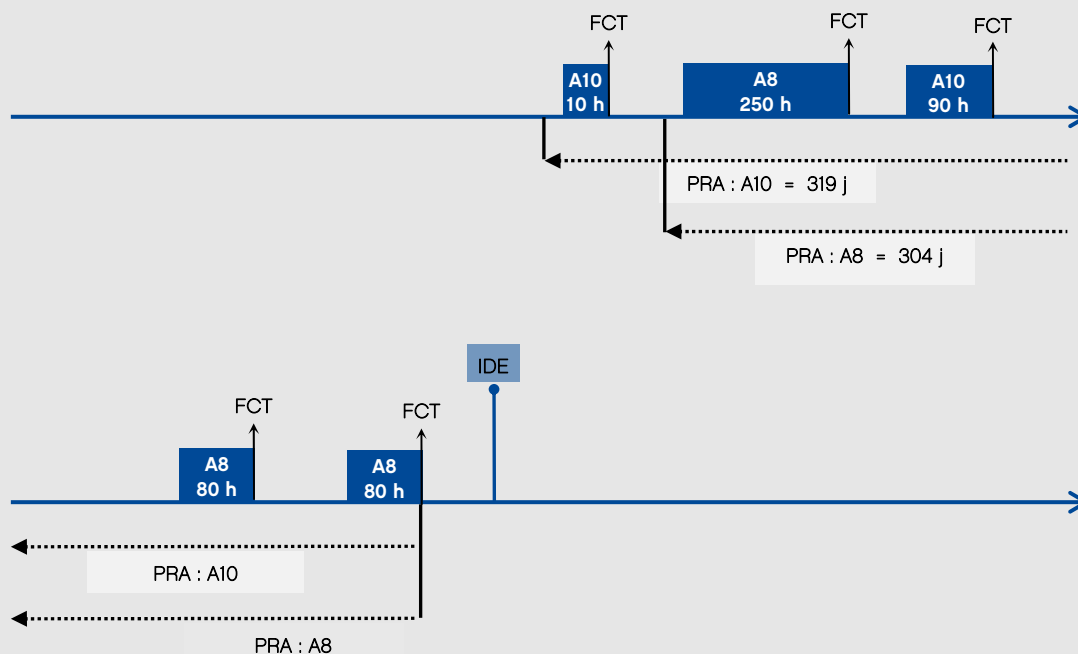 FCT
FCT
FCT
A10
10 h
A8
250 h
A10
90 h
PRA : A10 = 319 j
PRA : A8 = 304 j
IDE
FCT
FCT
A8
80 h
A8
80 h
PRA : A10
PRA : A8